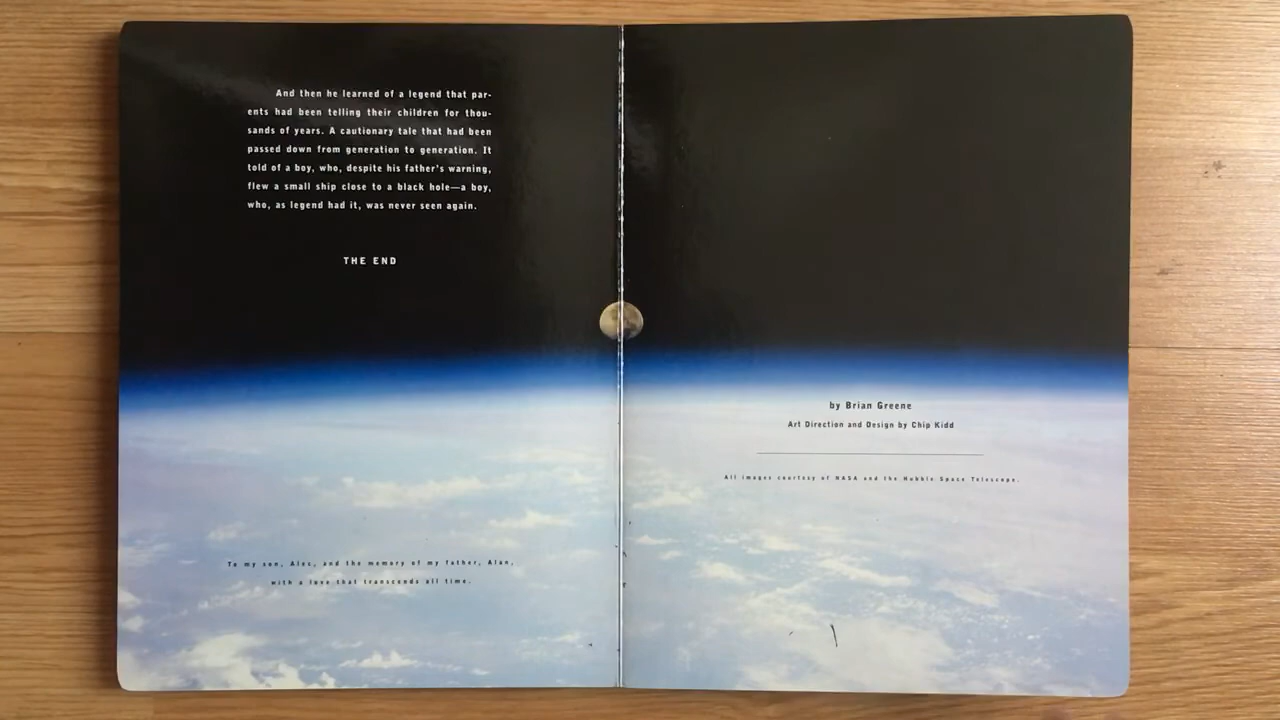 And then he learned of a legend that par-
ents had been telling their children for thou-
sands of years. A cautionary tale that had been
passed down from generation to generation. It
told of a boy, who, despite his father's warning,
flew a small ship close to a black hole—a boy,
who, as legend had it, was never seen again.
THE END
To my son, Alec, and the memory of my father, Alan,
with a love that transcends all time.
by Brian Greene
Art Direction and Design by Chip Kidd
All images courtesy of NASA and the Hubble Space Telescope.